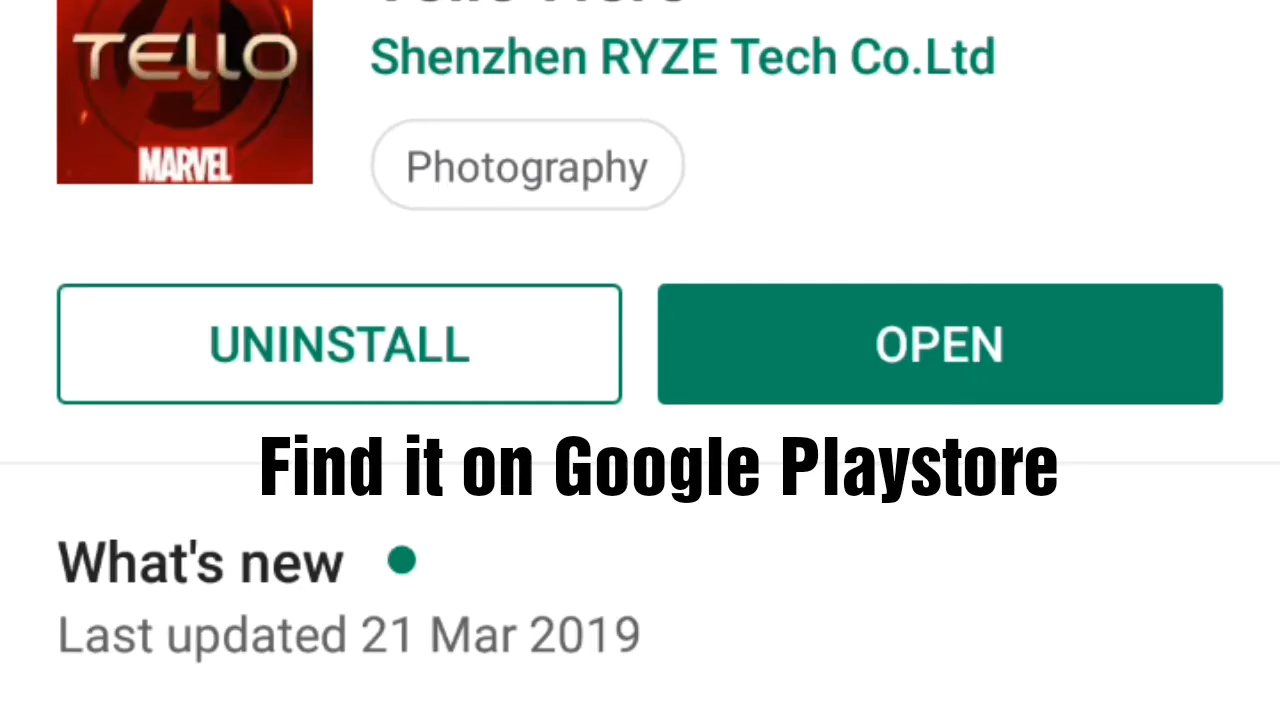 TELLO
MARVEL
Shenzhen RYZE Tech Co.Ltd
Photography
UNINSTALL
OPEN
Find it on Google Playstore
What's new
Last updated 21 Mar 2019